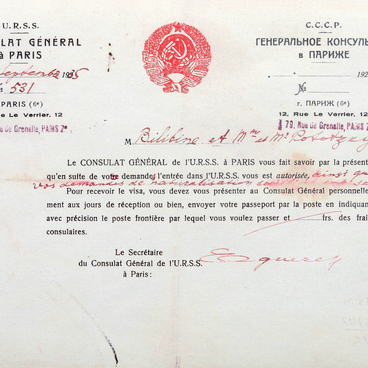 U.R.S.S.
LAT GÉNÉRAL
à PARIS
1935
№ 531
PARIS (6e)
12, Rue Le Verrier, 12
Rue de Grenelle, PARIS 7e
С.С.С.Р.
ГЕНЕРАЛЬНОЕ КОНСУЛЬ
в ПАРИЖЕ
192
№
г. ПАРИЖ (6e)
12, Rue Le Verrier, 12
79, Rue de Grenelle, PARIS 7e
M Bilibine et Mme et Mr
Le CONSULAT GÉNÉRAL de l'U.R.S.S. à PARIS vous fait savoir par la présente
qu'en suite de votre demande l'entrée dans l'U.R.S.S. vous est autorisée, ainsi que
vos demandes de naturalisation
Pour recevoir le visa, vous devez vous présenter au Consulat Général personnelle-
ment aux jours de réception ou bien, envoyer votre passeport par la poste en indiquan
avec précision le poste frontière par lequel vous voulez passer et frs. des frais
consulaires.
Le Secrétaire
du Consulat Général de l'U.R.S.S.
à Paris: